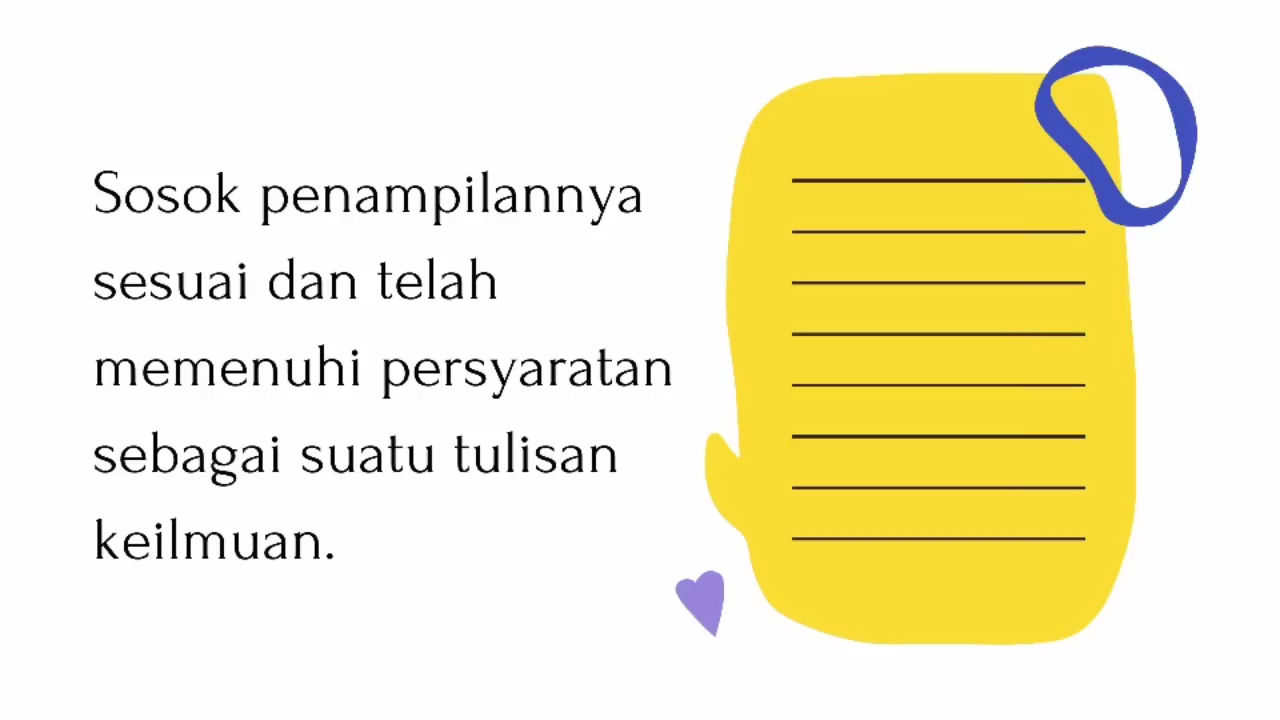 Sosok penampilannya
sesuai dan telah
memenuhi persyaratan
sebagai suatu tulisan
keilmuan.